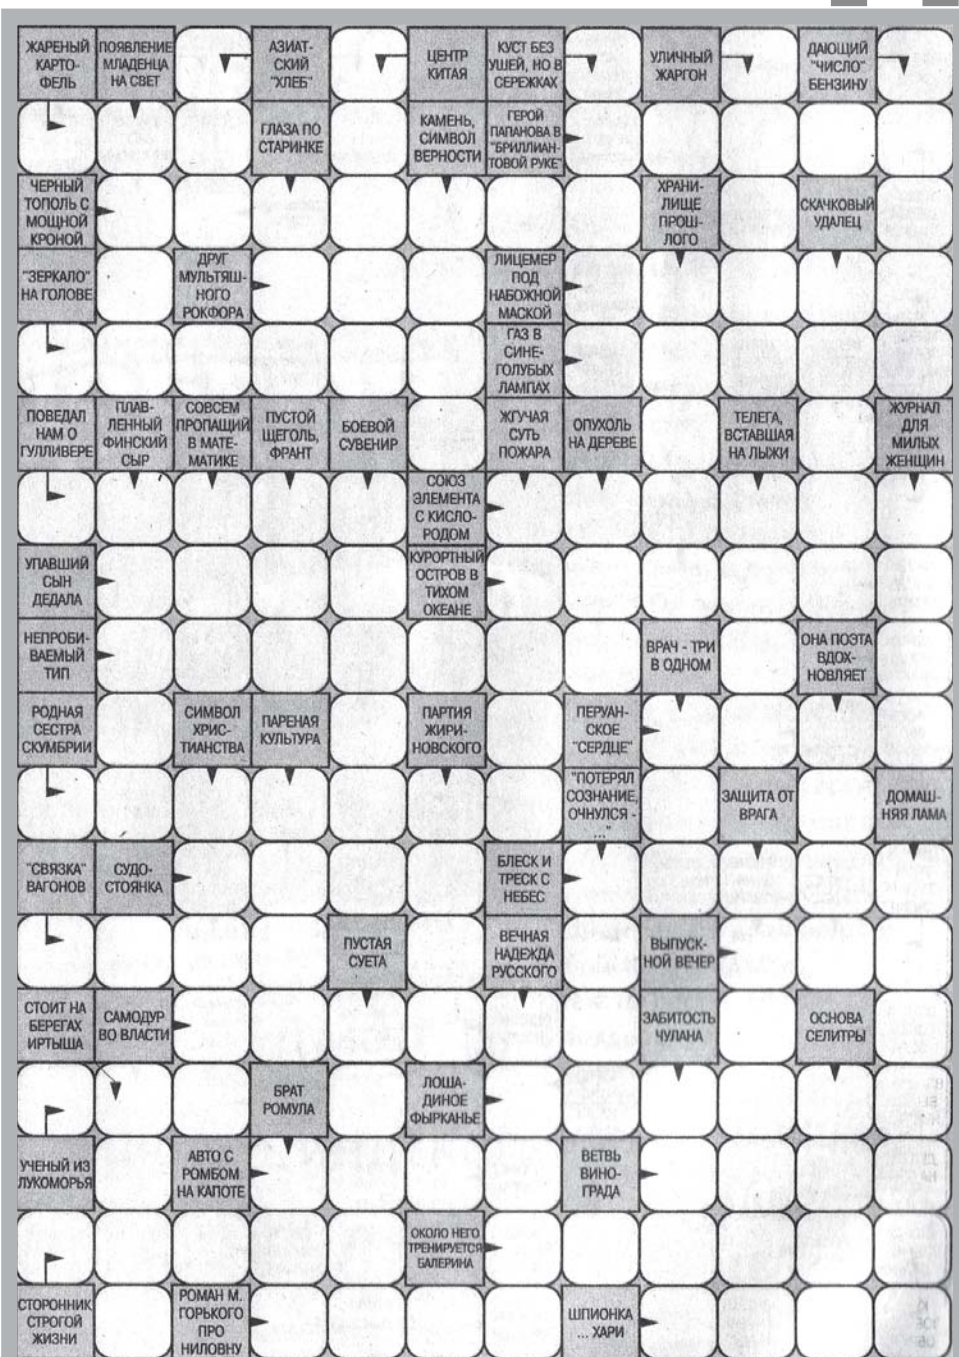 ЖАРЕНЫЙ
КАРТО-
ФЕЛЬ
ПОЯВЛЕНИЕ
МЛАДЕНЦА
НА СВЕТ
АЗИАТ-
СКИЙ
"ХЛЕБ"
ЦЕНТР
КИТАЯ
КУСТ БЕЗ
УШЕЙ, НО В
СЕРЕЖКАХ
УЛИЧНЫЙ
ЖАРГОН
ДАЮЩИЙ
"ЧИСЛО"
БЕНЗИНУ
ГЛАЗА ПО
СТАРИНКЕ
КАМЕНЬ,
СИМВОЛ
ВЕРНОСТИ
ГЕРОЙ
ПАПАНОВА В
"БРИЛЛИАН-
ТОВОЙ РУКЕ"
ЧЕРНЫЙ
ТОПОЛЬ С
МОЩНОЙ
КРОНОЙ
ХРАНИ-
ЛИЩЕ
ПРОШ-
ЛОГО
СКАЧКОВЫЙ
УДАЛЕЦ
"ЗЕРКАЛО"
НА ГОЛОВЕ
ДРУГ
МУЛЬТЯШ-
НОГО
РОКФОРА
ЛИЦЕМЕР
ПОД
НАБОЖНОЙ
МАСКОЙ
ГАЗ В
СИНЕ-
ГОЛУБЫХ
ЛАМПАХ
ПОВЕДАЛ
НАМ О
ГУЛЛИВЕРЕ
ПЛАВ-
ЛЕННЫЙ
ФИНСКИЙ
СЫР
СОВСЕМ
ПРОПАЩИЙ
В МАТЕ-
МАТИКЕ
ПУСТОЙ
ЩЕГОЛЬ,
ФРАНТ
БОЕВОЙ
СУВЕНИР
ЖГУЧАЯ
СУТЬ
ПОЖАРА
ОПУХОЛЬ
НА ДЕРЕВЕ
ТЕЛЕГА,
ВСТАВШАЯ
НА ЛЫЖИ
ЖУРНАЛ
ДЛЯ
МИЛЫХ
ЖЕНЩИН
СОЮЗ
ЭЛЕМЕНТА
С КИСЛО-
РОДОМ
УПАВШИЙ
СЫН
ДЕДАЛА
КУРОРТНЫЙ
ОСТРОВ В
ТИХОМ
ОКЕАНЕ
НЕПРОБИ-
ВАЕМЫЙ
ТИП
ВРАЧ - ТРИ
В ОДНОМ
ОНА ПОЭТА
ВДОХ-
НОВЛЯЕТ
РОДНАЯ
СЕСТРА
СКУМБРИИ
СИМВОЛ
ХРИС-
ТИАНСТВА
ПАРЕНАЯ
КУЛЬТУРА
ПАРТИЯ
ЖИРИ-
НОВСКОГО
ПЕРУАН-
СКОЕ
"СЕРДЦЕ"
"ПОТЕРЯЛ
СОЗНАНИЕ,
ОЧНУЛСЯ -
..."
ЗАЩИТА ОТ
ВРАГА
ДОМАШ-
НЯЯ ЛАМА
"СВЯЗКА"
ВАГОНОВ
СУДО-
СТОЯНКА
БЛЕСК И
ТРЕСК С
НЕБЕС
ПУСТАЯ
СУЕТА
ВЕЧНАЯ
НАДЕЖДА
РУССКОГО
ВЫПУСК-
НОЙ ВЕЧЕР
СТОИТ НА
БЕРЕГАХ
ИРТЫША
САМОДУР
ВО ВЛАСТИ
ЗАБИТОСТЬ
ЧУЛАНА
ОСНОВА
СЕЛИТРЫ
БРАТ
РОМУЛА
ЛОША-
ДИНОЕ
ФЫРКАНЬЕ
УЧЕНЫЙ ИЗ
ЛУКОМОРЬЯ
АВТО С
РОМБОМ
НА КАПОТЕ
ВЕТВЬ
ВИНО-
ГРАДА
ОКОЛО НЕГО
ТРЕНИРУЕТСЯ
БАЛЕРИНА
СТОРОННИК
СТРОГОЙ
ЖИЗНИ
РОМАН М.
ГОРЬКОГО
ПРО
НИЛОВНУ
ШПИОНКА
... ХАРИ